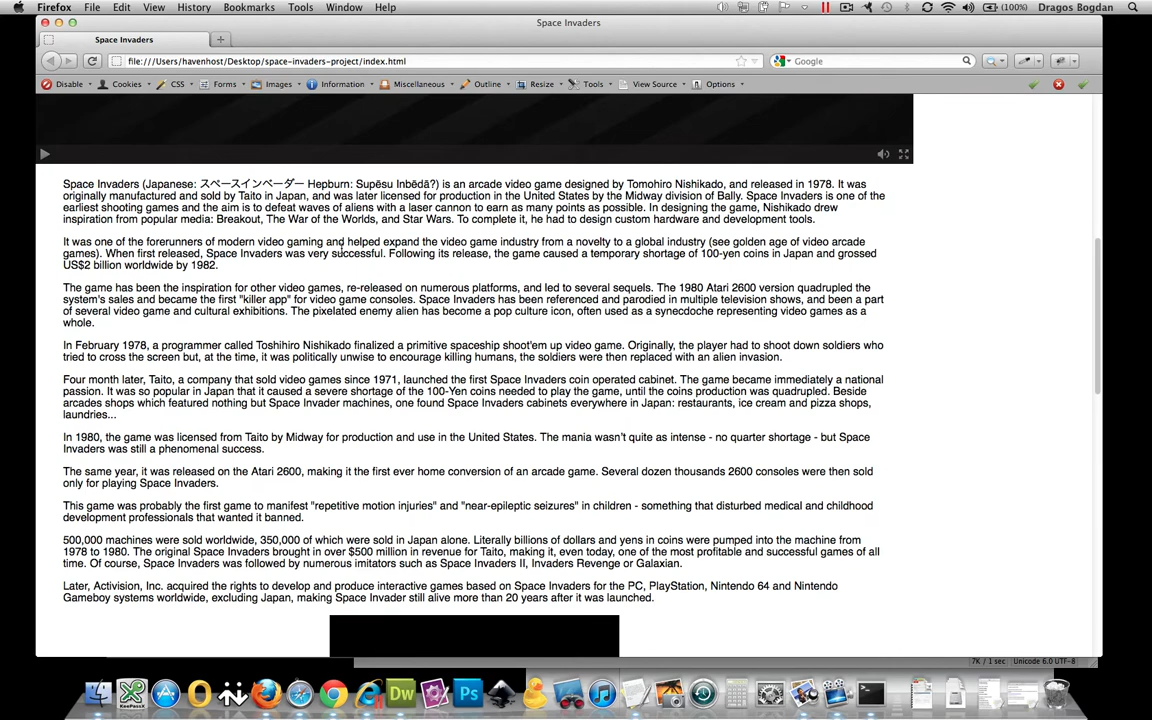 Firefox File Edit View History Bookmarks Tools Window Help (100%) Dragos Bogdan
Space Invaders
Space Invaders
file:///Users/havenhost/Desktop/space-invaders-project/index.html Google
Disable Cookies CSS Forms Images Information Miscellaneous Outline Resize Tools View Source Options
Space Invaders (Japanese: スペースインベーダー Hepburn: Supēsu Inbēdā?) is an arcade video game designed by Tomohiro Nishikado, and released in 1978. It was
originally manufactured and sold by Taito in Japan, and was later licensed for production in the United States by the Midway division of Bally. Space Invaders is one of the
earliest shooting games and the aim is to defeat waves of aliens with a laser cannon to earn as many points as possible. In designing the game, Nishikado drew
inspiration from popular media: Breakout, The War of the Worlds, and Star Wars. To complete it, he had to design custom hardware and development tools.
It was one of the forerunners of modern video gaming and helped expand the video game industry from a novelty to a global industry (see golden age of video arcade
games). When first released, Space Invaders was very successful. Following its release, the game caused a temporary shortage of 100-yen coins in Japan and grossed
US$2 billion worldwide by 1982.
The game has been the inspiration for other video games, re-released on numerous platforms, and led to several sequels. The 1980 Atari 2600 version quadrupled the
system's sales and became the first "killer app" for video game consoles. Space Invaders has been referenced and parodied in multiple television shows, and been a part
of several video game and cultural exhibitions. The pixelated enemy alien has become a pop culture icon, often used as a synecdoche representing video games as a
whole.
In February 1978, a programmer called Toshihiro Nishikado finalized a primitive spaceship shoot'em up video game. Originally, the player had to shoot down soldiers who
tried to cross the screen but, at the time, it was politically unwise to encourage killing humans, the soldiers were then replaced with an alien invasion.
Four month later, Taito, a company that sold video games since 1971, launched the first Space Invaders coin operated cabinet. The game became immediately a national
passion. It was so popular in Japan that it caused a severe shortage of the 100-Yen coins needed to play the game, until the coins production was quadrupled. Beside
arcades shops which featured nothing but Space Invader machines, one found Space Invaders cabinets everywhere in Japan: restaurants, ice cream and pizza shops,
laundries...
In 1980, the game was licensed from Taito by Midway for production and use in the United States. The mania wasn't quite as intense - no quarter shortage - but Space
Invaders was still a phenomenal success.
The same year, it was released on the Atari 2600, making it the first ever home conversion of an arcade game. Several dozen thousands 2600 consoles were then sold
only for playing Space Invaders.
This game was probably the first game to manifest "repetitive motion injuries" and "near-epileptic seizures" in children - something that disturbed medical and childhood
development professionals that wanted it banned.
500,000 machines were sold worldwide, 350,000 of which were sold in Japan alone. Literally billions of dollars and yens in coins were pumped into the machine from
1978 to 1980. The original Space Invaders brought in over $500 million in revenue for Taito, making it, even today, one of the most profitable and successful games of all
time. Of course, Space Invaders was followed by numerous imitators such as Space Invaders II, Invaders Revenge or Galaxian.
Later, Activision, Inc. acquired the rights to develop and produce interactive games based on Space Invaders for the PC, PlayStation, Nintendo 64 and Nintendo
Gameboy systems worldwide, excluding Japan, making Space Invader still alive more than 20 years after it was launched.
7K / 1 sec Unicode 6.0 UTF-8
KeePassX Dw Ps